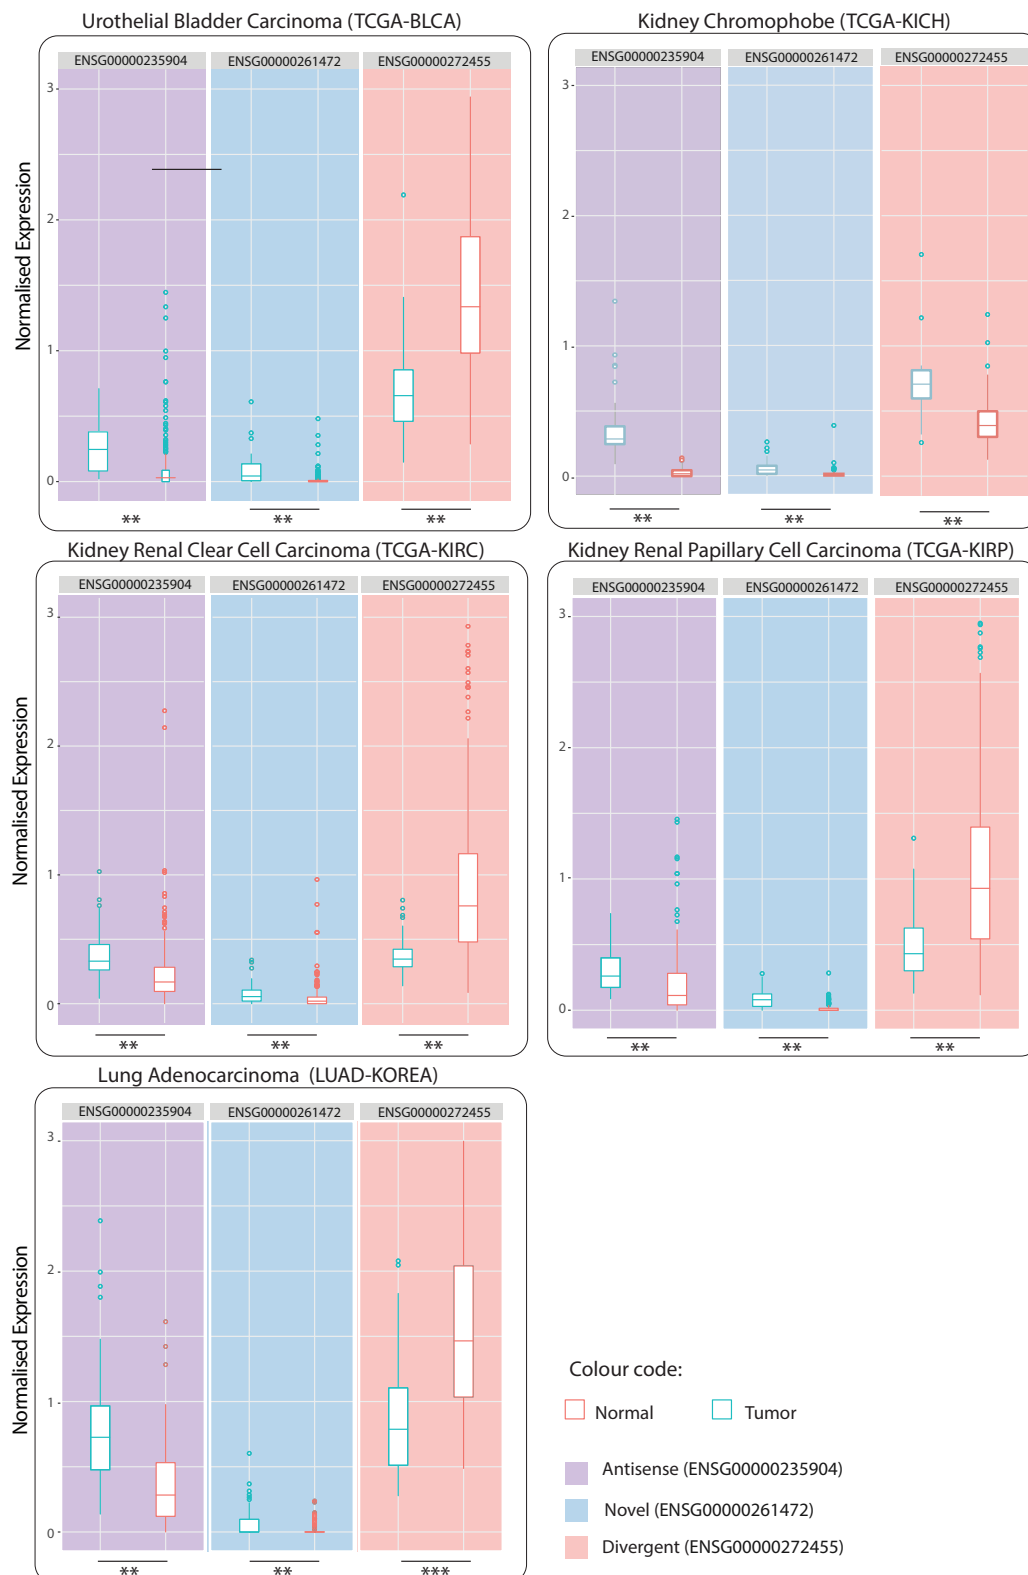 Urothelial Bladder Carcinoma (TCGA-BLCA)
Kidney Chromophobe (TCGA-KICH)
ENSG00000235904 ENSG00000261472 ENSG00000272455
ENSG00000235904 ENSG00000261472 ENSG00000272455
Normalised Expression
3
2
1
0
3
2
1
0
** ** **
** ** **
Kidney Renal Clear Cell Carcinoma (TCGA-KIRC)
Kidney Renal Papillary Cell Carcinoma (TCGA-KIRP)
ENSG00000235904 ENSG00000261472 ENSG00000272455
ENSG00000235904 ENSG00000261472 ENSG00000272455
Normalised Expression
3
2
1
0
3
2
1
0
** ** **
** ** **
Lung Adenocarcinoma (LUAD-KOREA)
ENSG00000235904 ENSG00000261472 ENSG00000272455
Normalised Expression
3
2
1
0
** ** ***
Colour code:
Normal Tumor
Antisense (ENSG00000235904)
Novel (ENSG00000261472)
Divergent (ENSG00000272455)